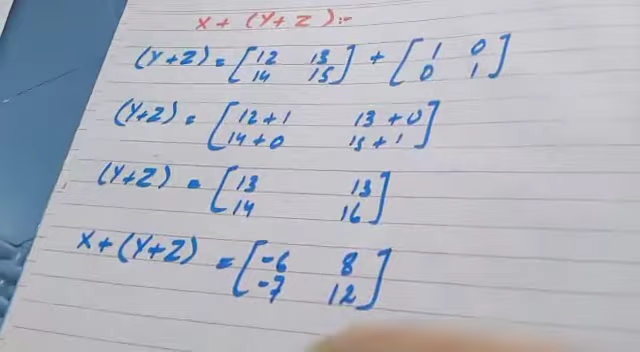 X + (Y+Z) :-
(Y+Z) = [12 13 + [1 0
14 15] 0 1]
(Y+Z) = [12+1 13+0
14+0 15+1]
(Y+Z) = [13 13
14 16]
X+(Y+Z) = [-6 8
-7 12]